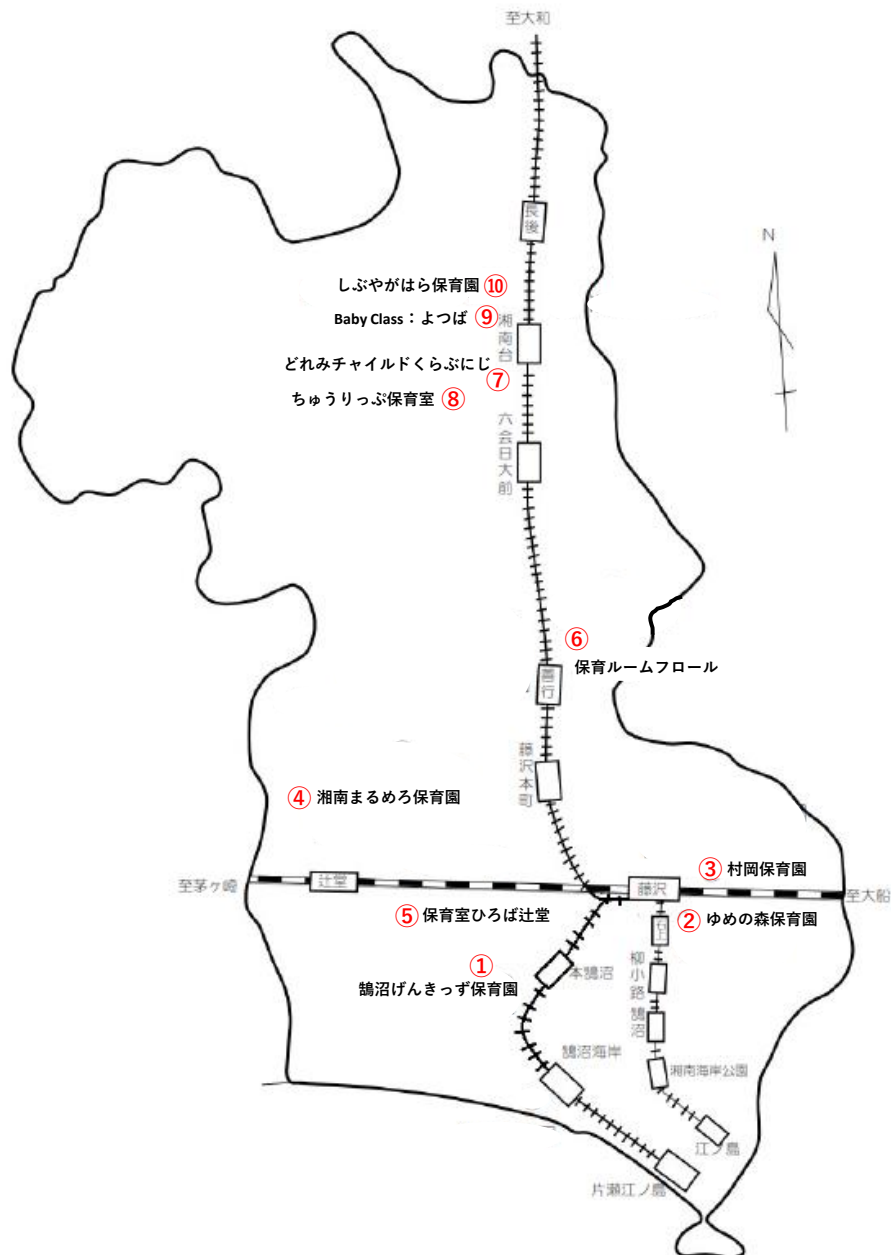 至大和
長後
N
しぶやがはら保育園 ⑩
Baby Class:よつば ⑨
湘南台
どれみチャイルドくらぶにじ
⑦
ちゅうりっぷ保育室 ⑧
六会日大前
⑥
保育ルームフロール
善行
藤沢本町
④ 湘南まるめろ保育園
③ 村岡保育園
至茅ヶ崎
辻堂
藤沢
至大船
⑤ 保育室ひろば辻堂
② ゆめの森保育園
石上
①
鵠沼げんきっず保育園
本鵠沼
柳小路
鵠沼
鵠沼海岸
湘南海岸公園
江ノ島
片瀬江ノ島